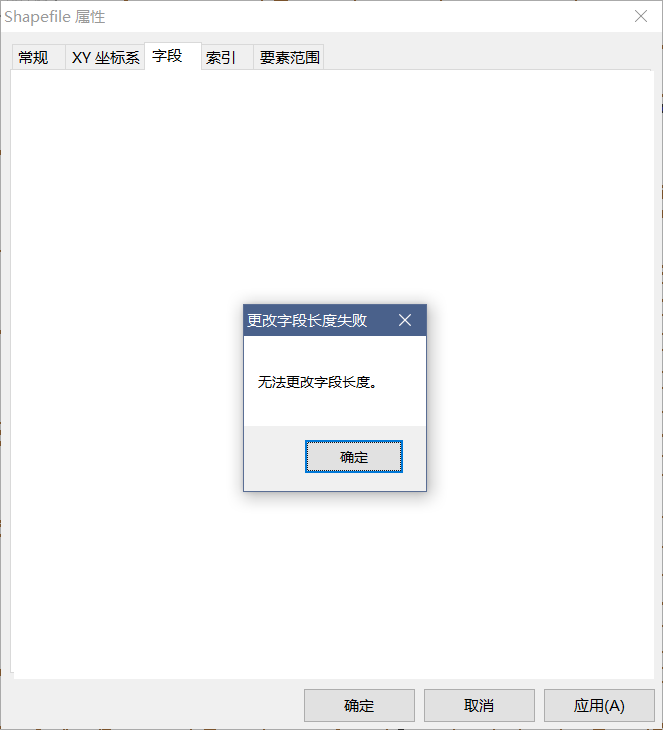 Shapefile 属性
常规
XY 坐标系
字段
索引
要素范围
更改字段长度失败
无法更改字段长度。
确定
确定
取消
应用(A)